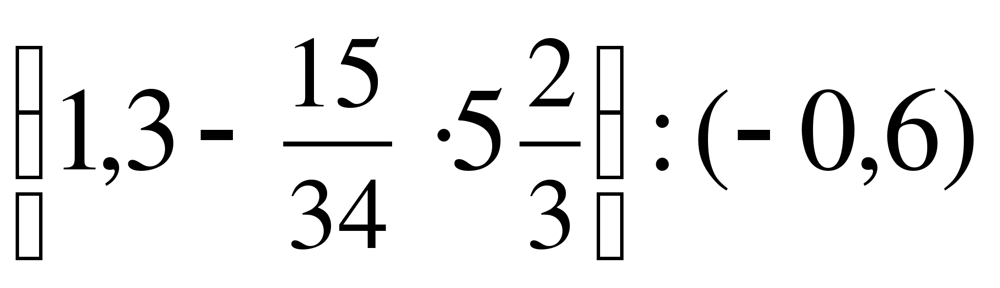 (1,3 - 15/34 · 5 2/3) : (- 0,6)